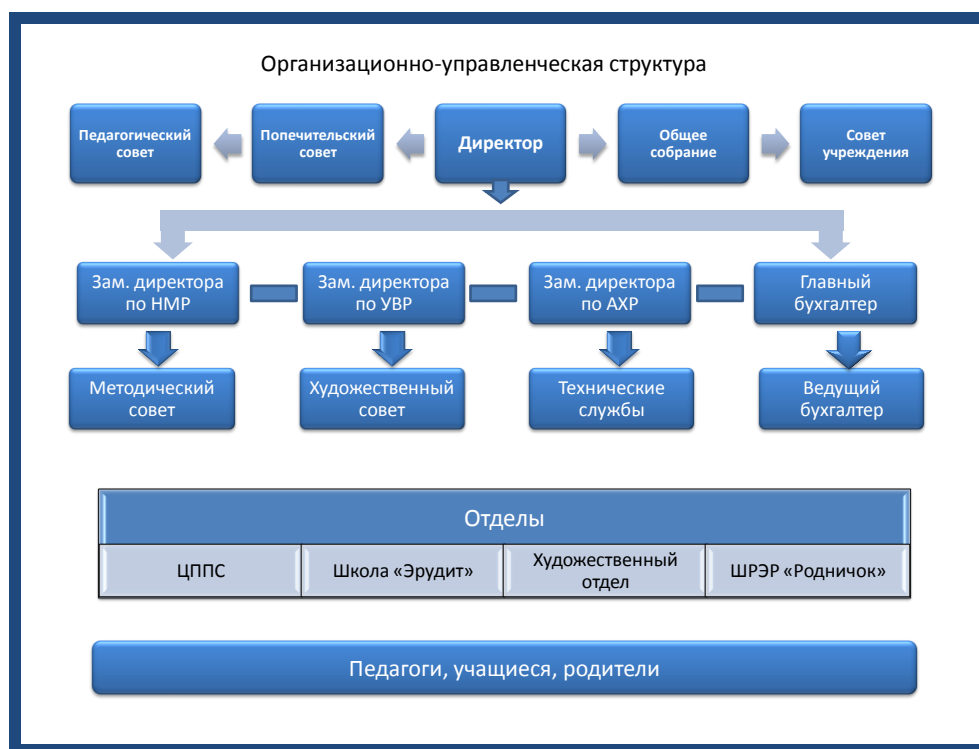 Организационно-управленческая структура
Педагогический
совет
Попечительский
совет
Директор
Общее
собрание
Совет
учреждения
Зам. директора
по НМР
Зам. директора
по УВР
Зам. директора
по АХР
Главный
бухгалтер
Методический
совет
Художественный
совет
Технические
службы
Ведущий
бухгалтер
Отделы
ЦППС
Школа «Эрудит»
Художественный
отдел
ШРЭР «Родничок»
Педагоги, учащиеся, родители